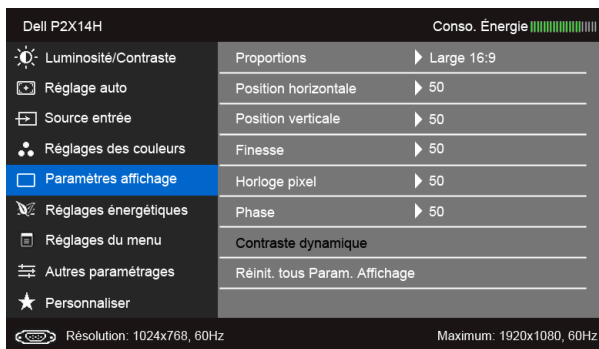 Dell P2X14H Conso. Énergie
Luminosité/Contraste Proportions Large 16:9
Réglage auto Position horizontale 50
Source entrée Position verticale 50
Réglages des couleurs Finesse 50
Paramètres affichage Horloge pixel 50
Réglages énergétiques Phase 50
Réglages du menu Contraste dynamique
Autres paramétrages Réinit. tous Param. Affichage
Personnaliser
Résolution: 1024x768, 60Hz Maximum: 1920x1080, 60Hz